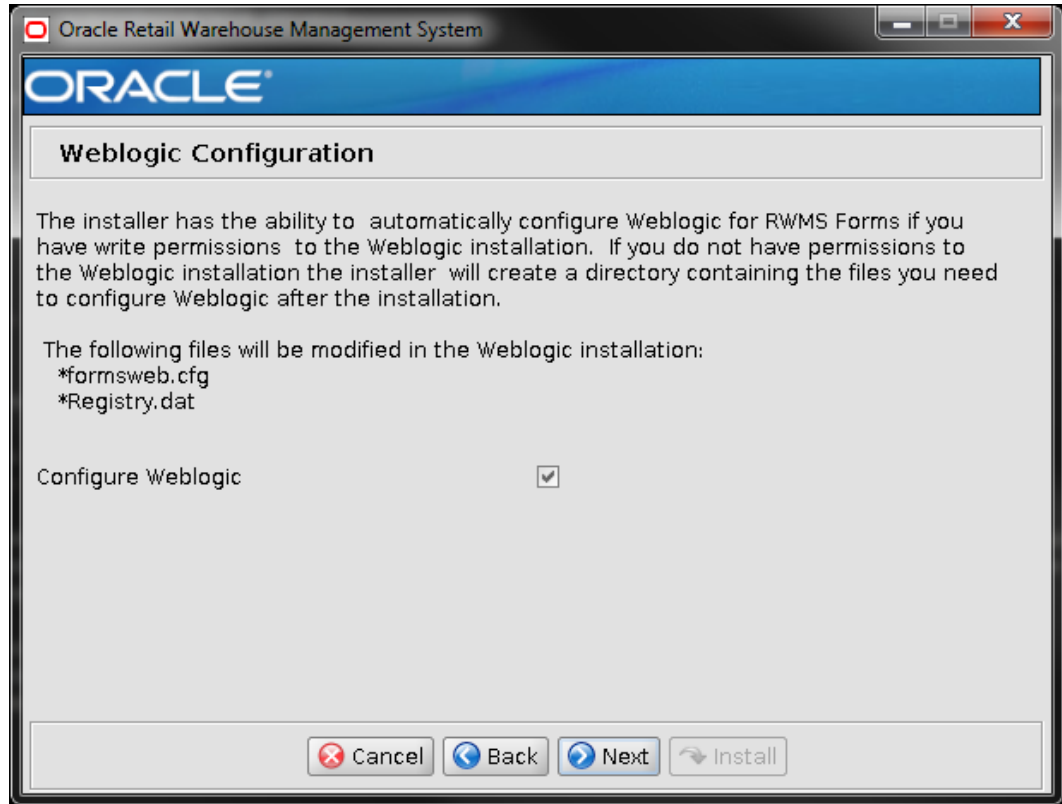 Oracle Retail Warehouse Management System
ORACLE®
Weblogic Configuration
The installer has the ability to  automatically configure Weblogic for RWMS Forms if you
have write permissions  to the Weblogic installation.  If you do not have permissions to
the Weblogic installation the installer  will create a directory containing the files you need
to configure Weblogic after the installation.
The following files will be modified in the Weblogic installation:
*formsweb.cfg
*Registry.dat
Configure Weblogic
Cancel Back Next Install